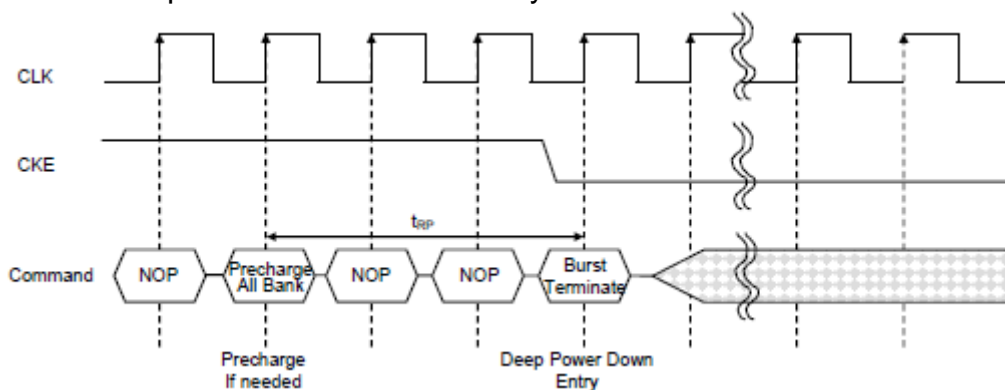 CLK
CKE
tRP
Command
NOP
Precharge
All Bank
NOP
NOP
Burst
Terminate
Precharge
If needed
Deep Power Down
Entry